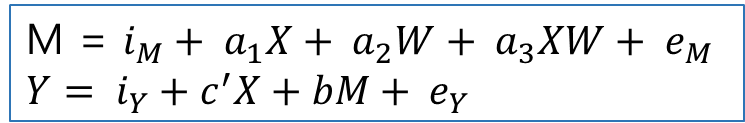 M = i_M + a_1X + a_2W + a_3XW + e_M
Y = i_Y + c′X + bM + e_Y